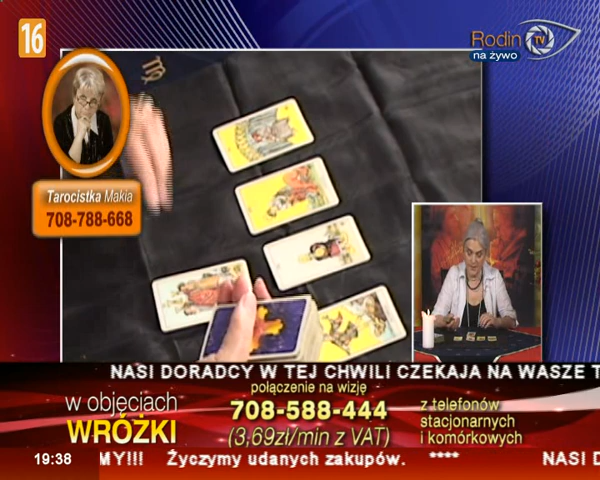 16
Rodin
TV
na żywo
Tarocistka Makia
708-788-668
NASI DORADCY W TEJ CHWILI CZEKAJA NA WASZE T
w objęciach
WRÓŻKI
połączenie na wizję
708-588-444
(3,69zł/min z VAT)
z telefonów
stacjonarnych
i komórkowych
19:38
MY!!! Życzymy udanych zakupów. **** NASI D